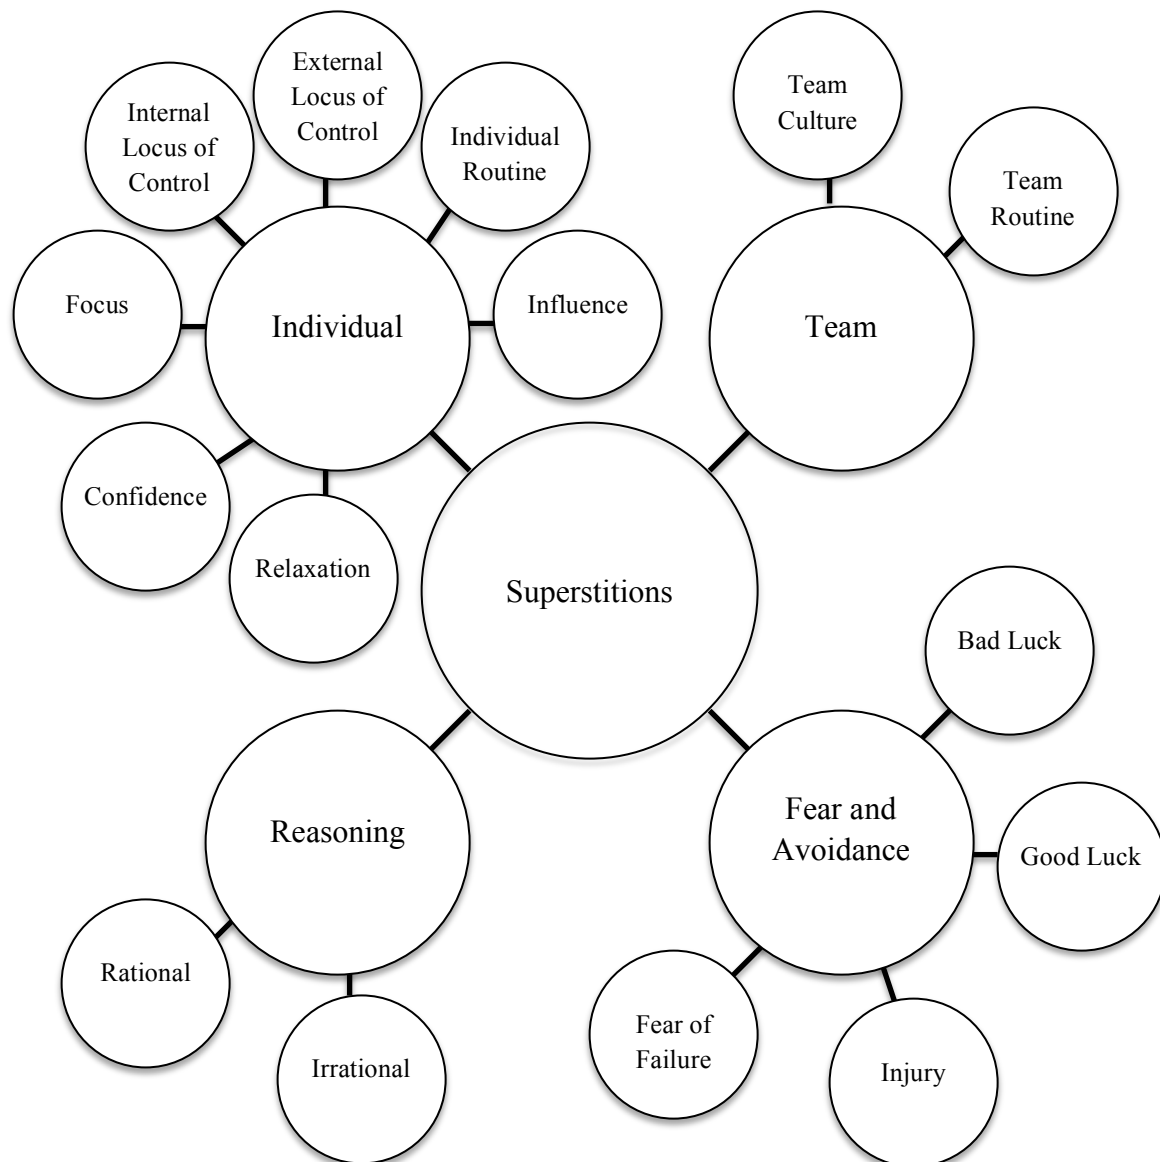 External
Locus of
Control
Internal
Locus of
Control
Individual
Routine
Focus
Influence
Individual
Confidence
Relaxation
Team
Culture
Team
Routine
Team
Superstitions
Reasoning
Rational
Irrational
Bad Luck
Fear and
Avoidance
Good Luck
Fear of
Failure
Injury